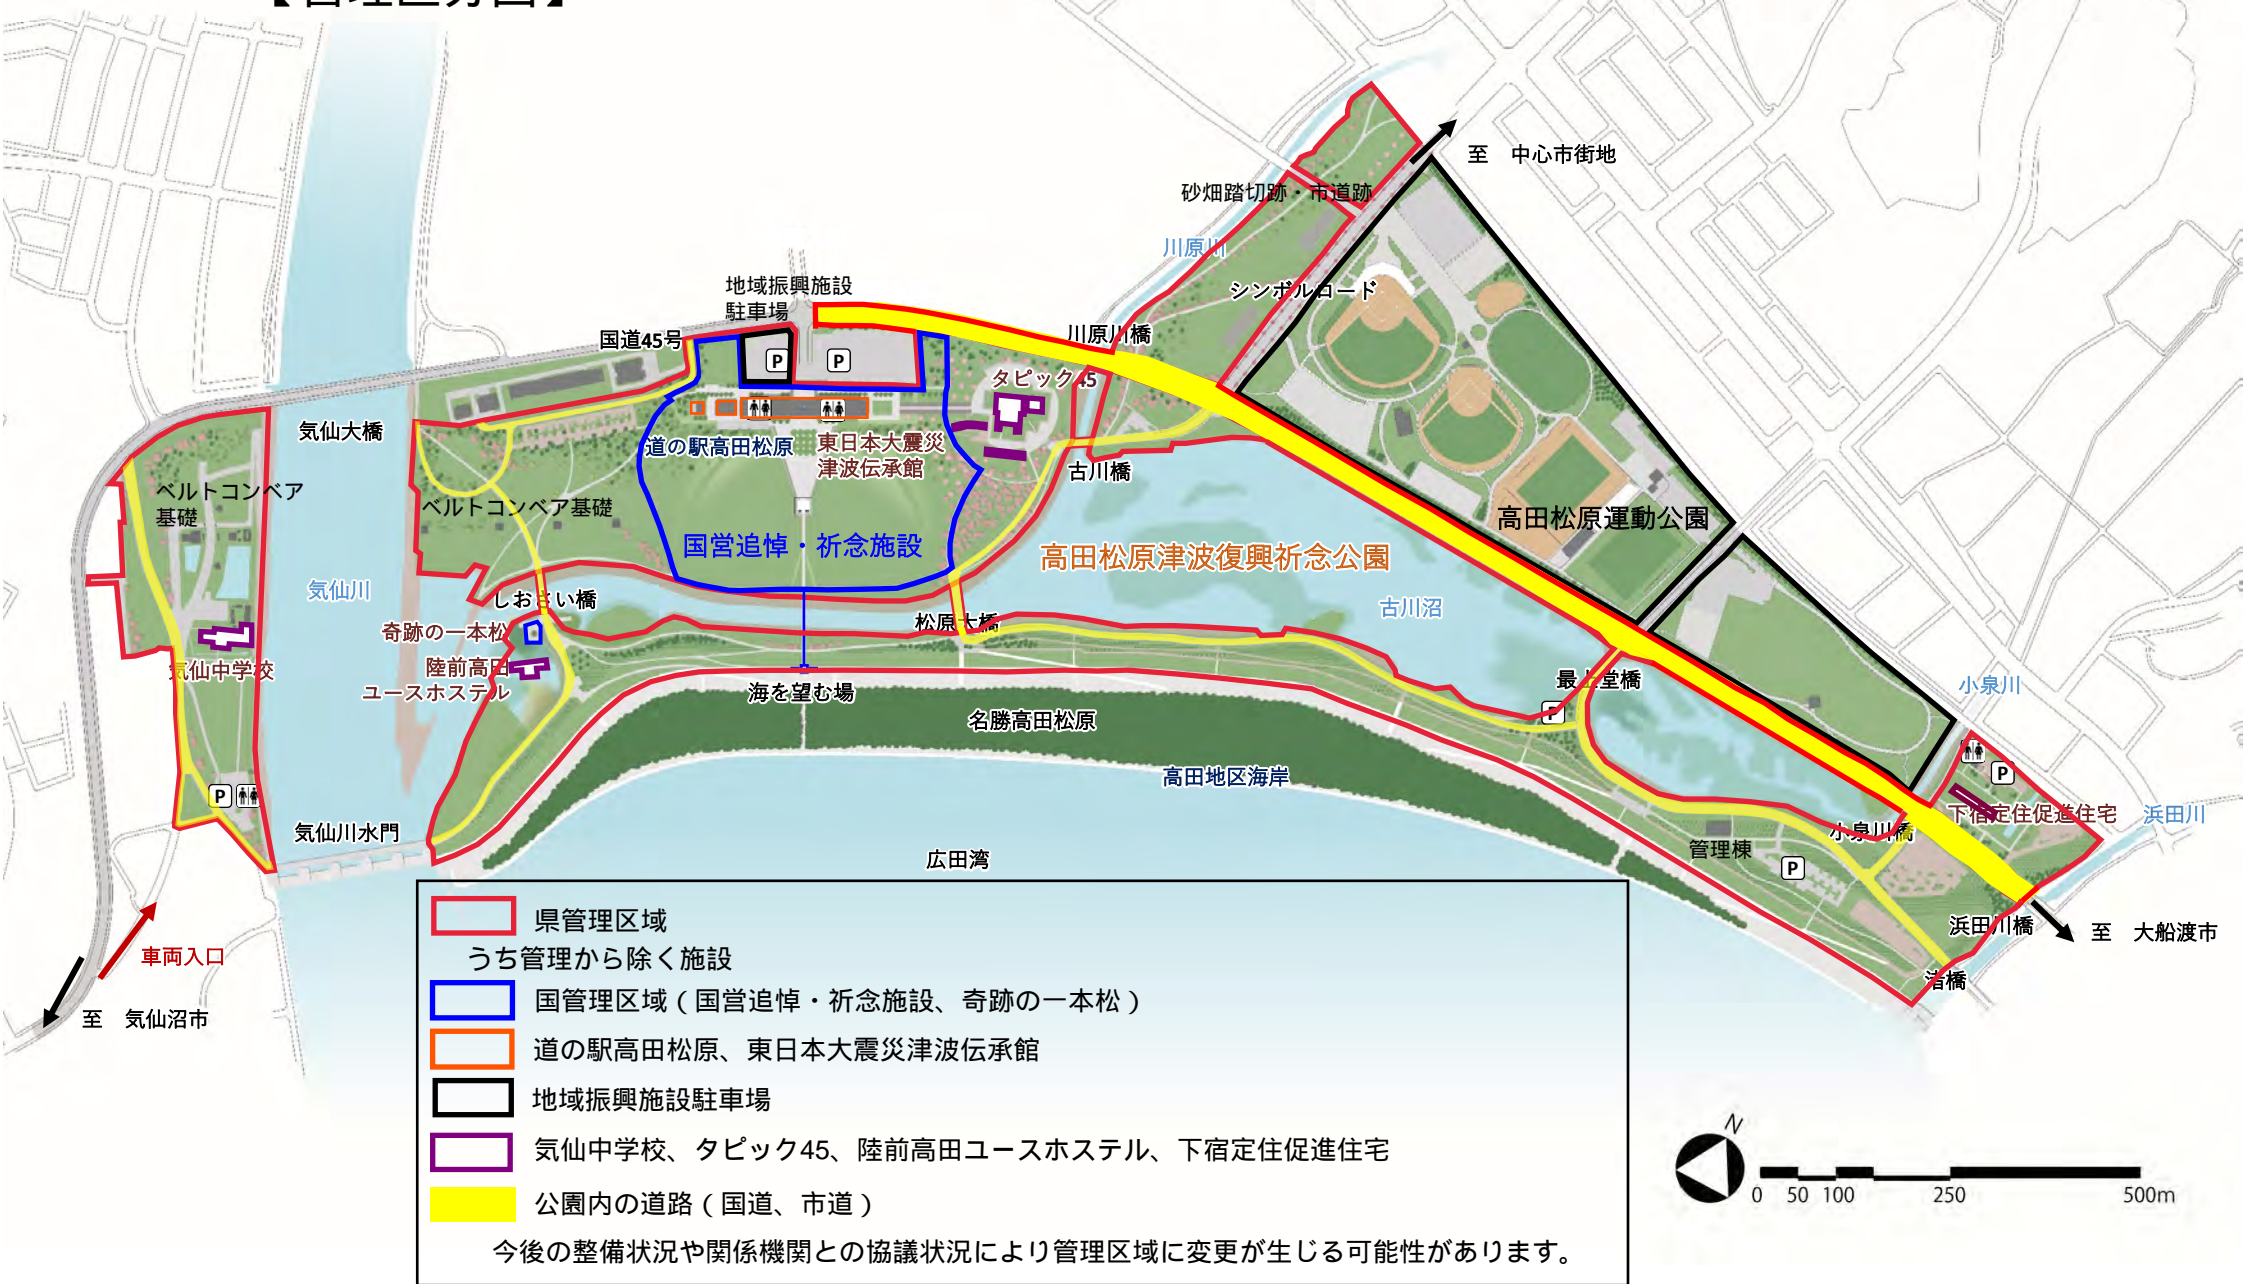 【管理区分図】
至　中心市街地
砂畑踏切跡・市道跡
川原川
シンボルロード
地域振興施設
駐車場
川原川橋
国道45号
P
P
タピック45
気仙大橋
道の駅高田松原
東日本大震災
津波伝承館
古川橋
ベルトコンベア
基礎
ベルトコンベア基礎
高田松原運動公園
国営追悼・祈念施設
高田松原津波復興祈念公園
気仙川
しおさい橋
古川沼
奇跡の一本松
松原大橋
気仙中学校
陸前高田
ユースホステル
最上堂橋
小泉川
海を望む場
名勝高田松原
P
高田地区海岸
P
P
下宿定住促進住宅
浜田川
気仙川水門
小泉川橋
管理棟
広田湾
P
浜田川橋
至　大船渡市
車両入口
渚橋
至　気仙沼市
県管理区域
うち管理から除く施設
国管理区域（国営追悼・祈念施設、奇跡の一本松）
道の駅高田松原、東日本大震災津波伝承館
地域振興施設駐車場
気仙中学校、タピック45、陸前高田ユースホステル、下宿定住促進住宅
公園内の道路（国道、市道）
今後の整備状況や関係機関との協議状況により管理区域に変更が生じる可能性があります。
N
0 50 100 250 500m